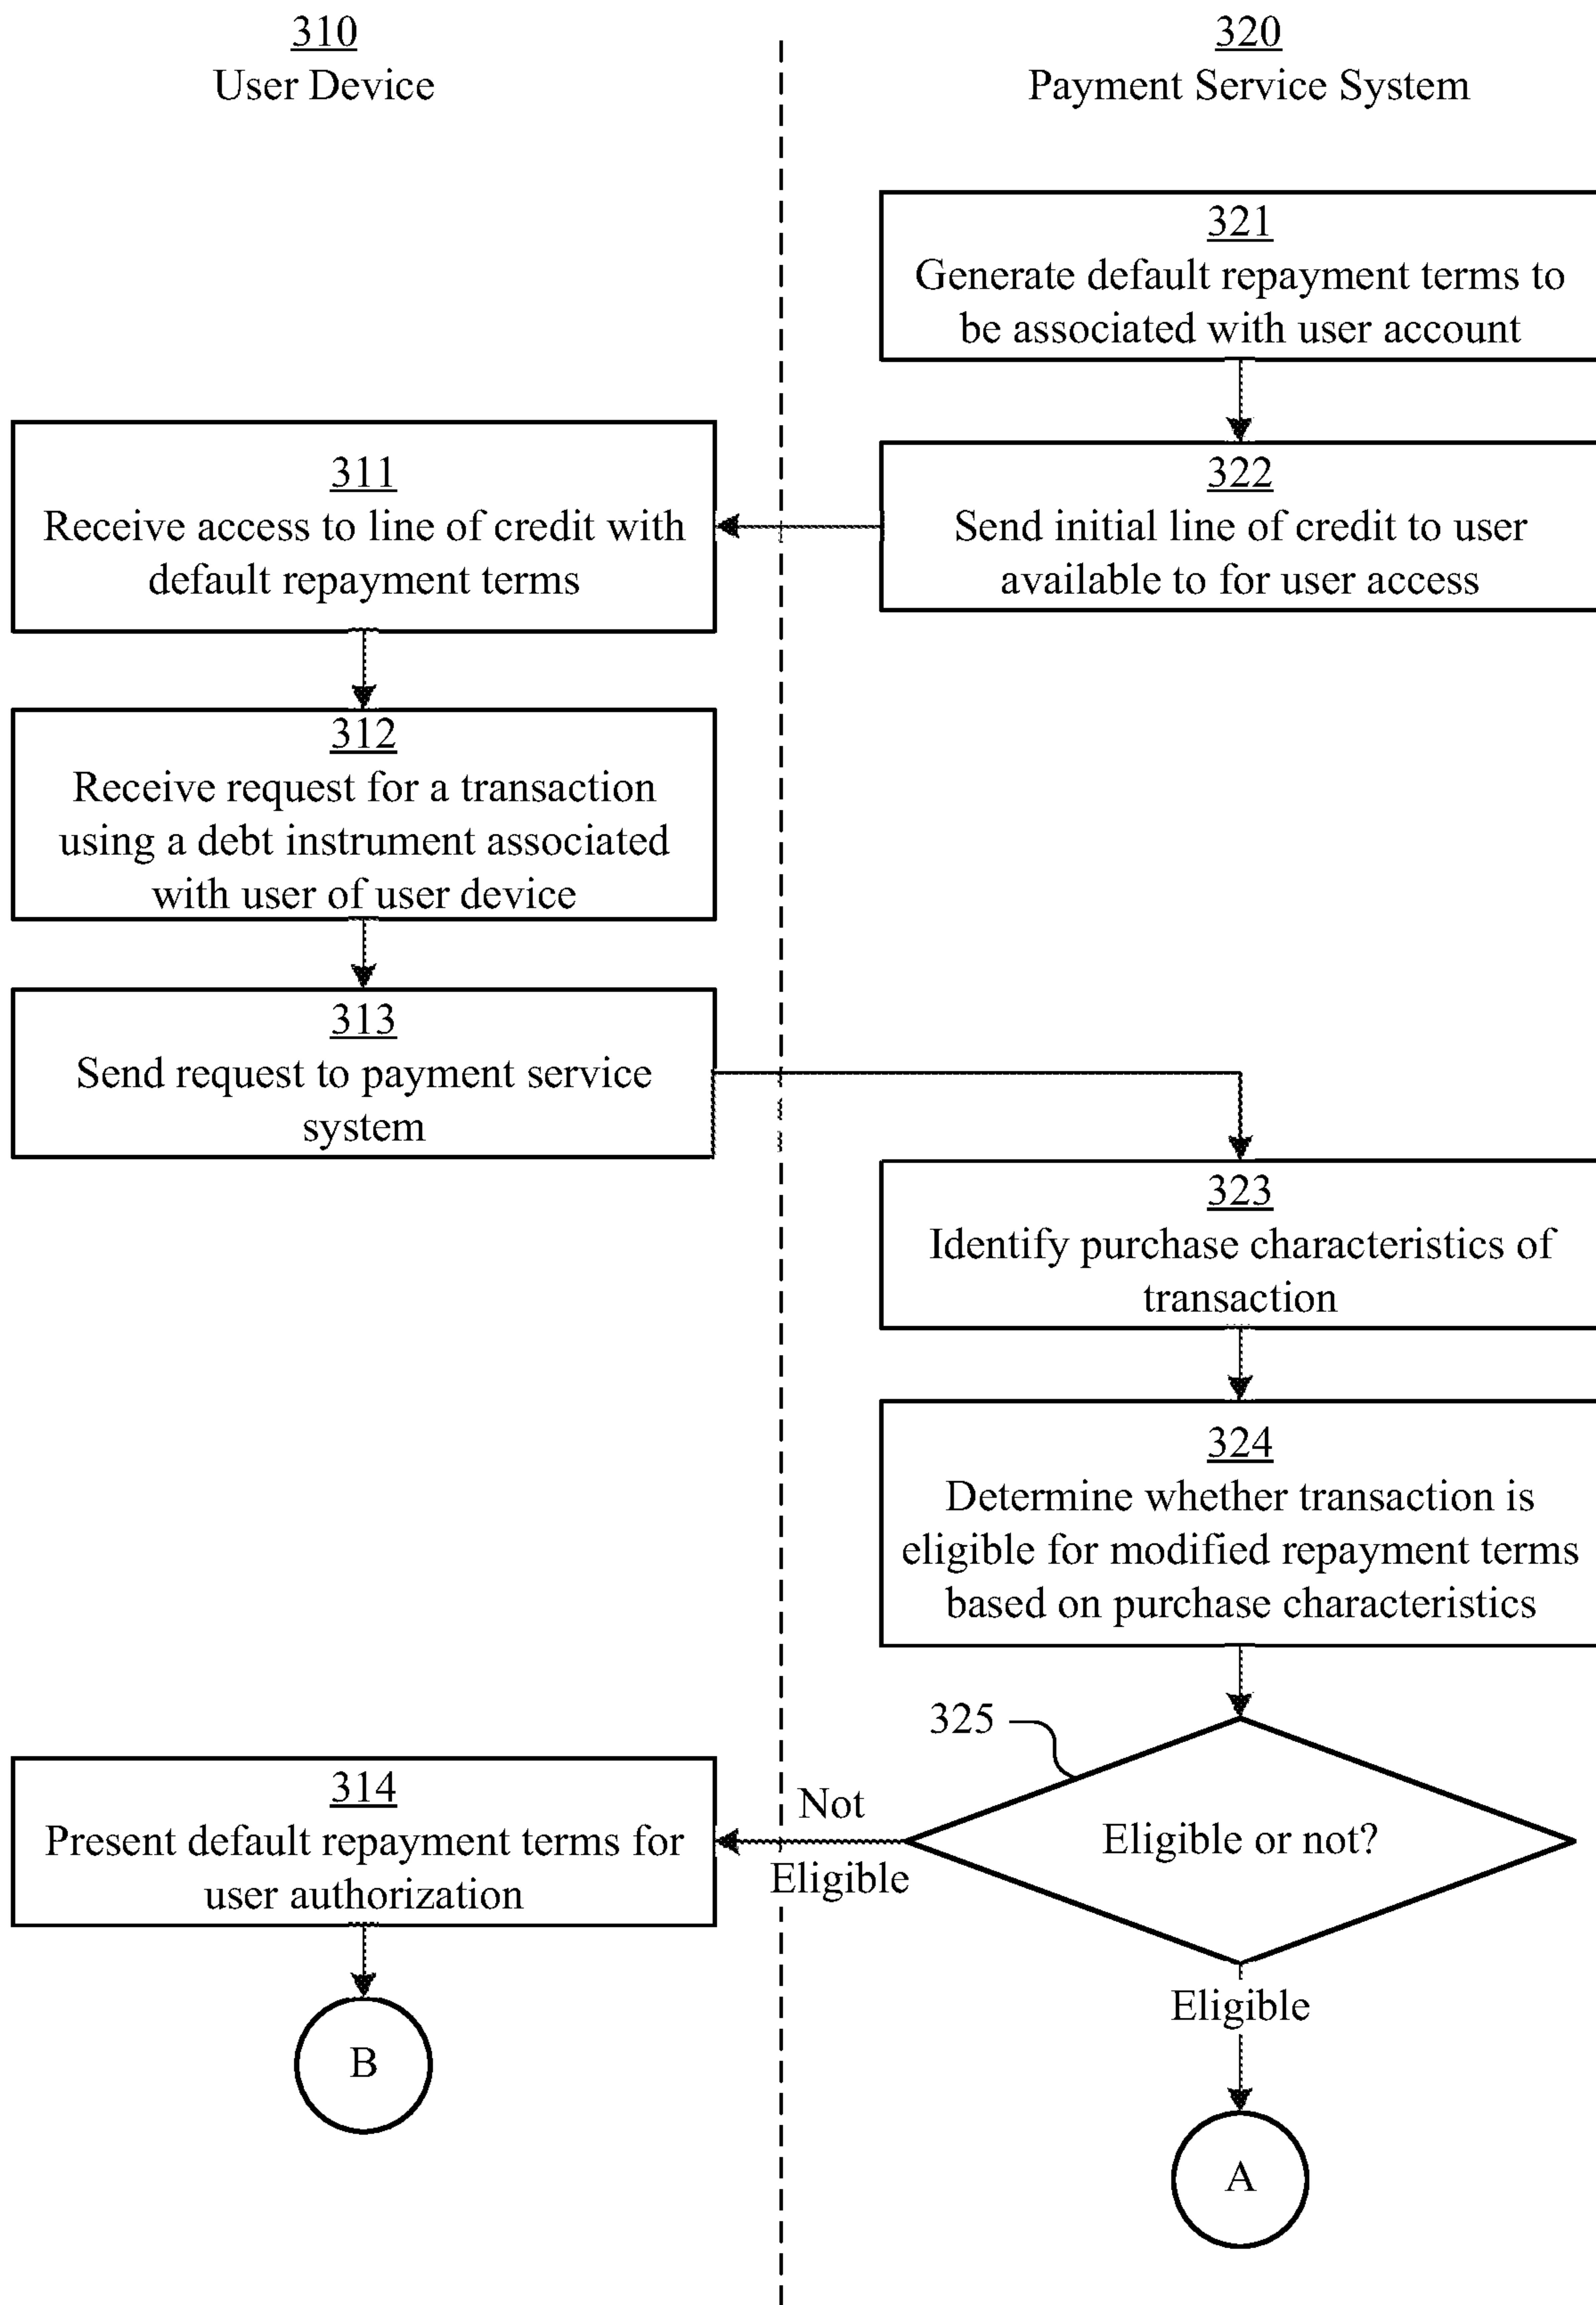 310
User Device
320
Payment Service System
321
Generate default repayment terms to
be associated with user account
322
Send initial line of credit to user
available to for user access
311
Receive access to line of credit with
default repayment terms
312
Receive request for a transaction
using a debt instrument associated
with user of user device
313
Send request to payment service
system
323
Identify purchase characteristics of
transaction
324
Determine whether transaction is
eligible for modified repayment terms
based on purchase characteristics
325
Eligible or not?
Not
Eligible
314
Present default repayment terms for
user authorization
Eligible
B
A